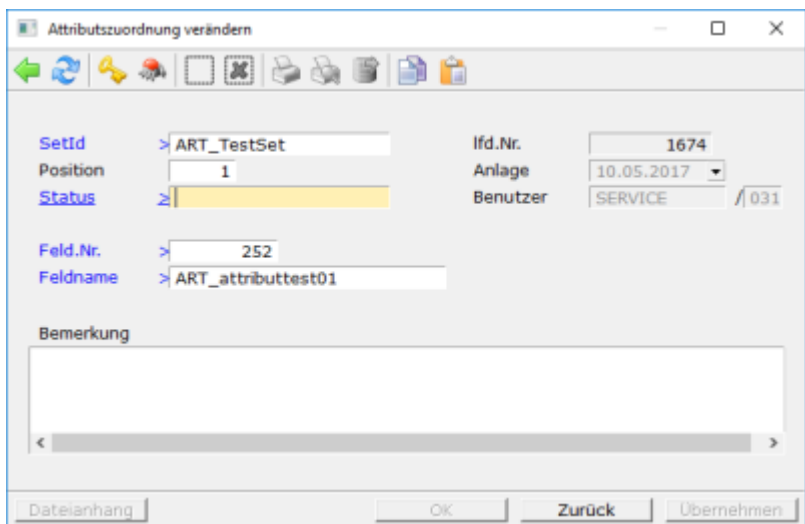 Attributszuordnung verändern
SetId > ART_TestSet lfd.Nr. 1674
Position 1 Anlage 10.05.2017
Status > Benutzer SERVICE / 031
Feld.Nr. > 252
Feldname > ART_attributtest01
Bemerkung
Dateianhang OK Zurück Übernehmen